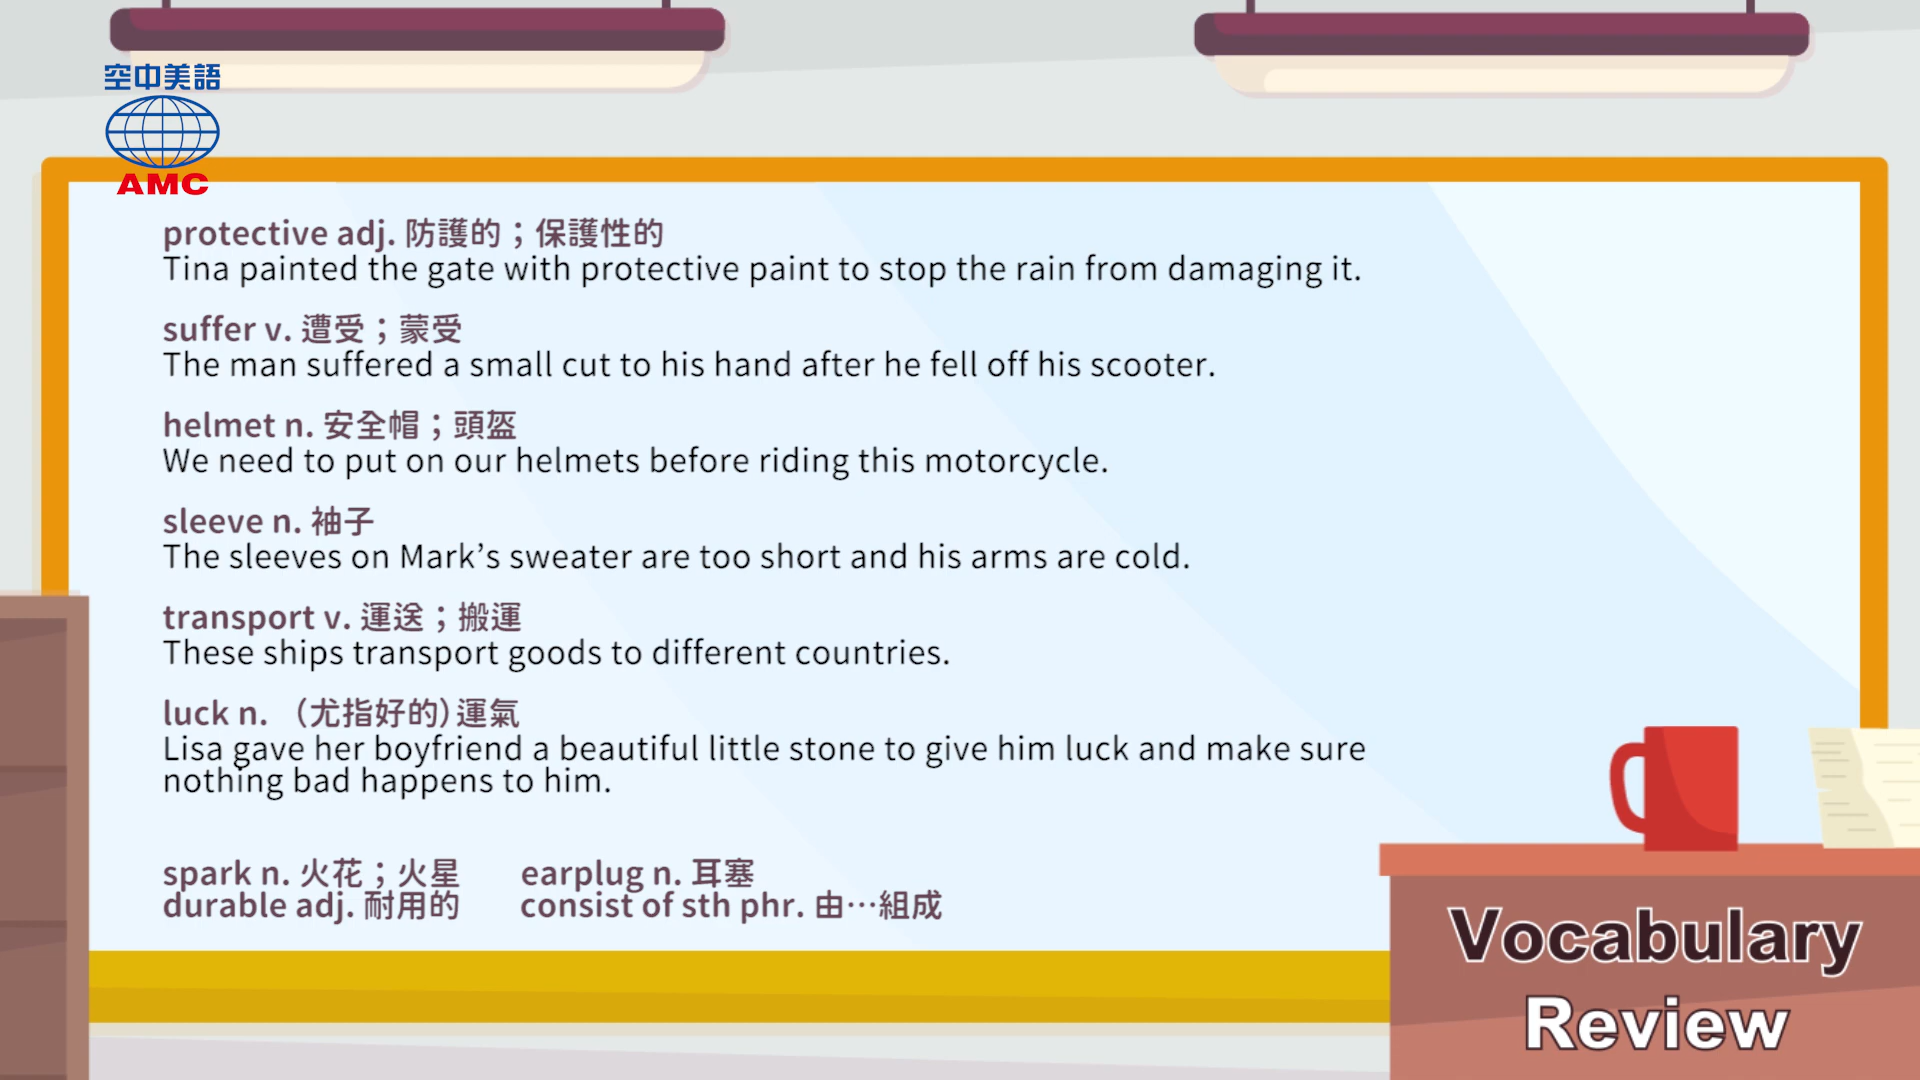 空中美語
AMC
protective adj. 防護的；保護性的
Tina painted the gate with protective paint to stop the rain from damaging it.
suffer v. 遭受；蒙受
The man suffered a small cut to his hand after he fell off his scooter.
helmet n. 安全帽；頭盔
We need to put on our helmets before riding this motorcycle.
sleeve n. 袖子
The sleeves on Mark’s sweater are too short and his arms are cold.
transport v. 運送；搬運
These ships transport goods to different countries.
luck n. （尤指好的）運氣
Lisa gave her boyfriend a beautiful little stone to give him luck and make sure
nothing bad happens to him.
spark n. 火花；火星 earplug n. 耳塞
durable adj. 耐用的 consist of sth phr. 由…組成
Vocabulary
Review